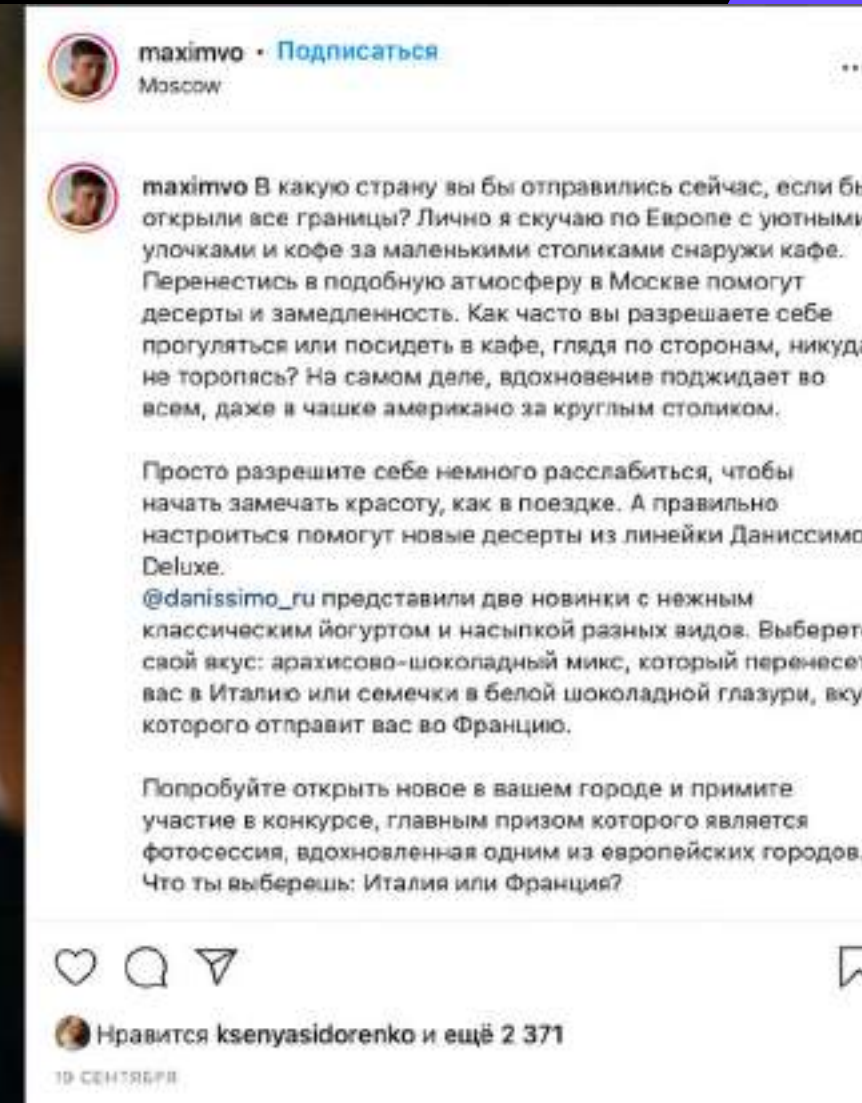 maximvo • Подписаться
Moscow
maximvo В какую страну вы бы отправились сейчас, если бы
открыли все границы? Лично я скучаю по Европе с уютными
улочками и кофе за маленькими столиками снаружи кафе.
Перенестись в подобную атмосферу в Москве помогут
десерты и замедленность. Как часто вы разрешаете себе
прогуляться или посидеть в кафе, глядя по сторонам, никуда
не торопясь? На самом деле, вдохновение поджидает во
всем, даже в чашке американо за круглым столиком.
Просто разрешите себе немного расслабиться, чтобы
начать замечать красоту, как в поездке. А правильно
настроиться помогут новые десерты из линейки Даниссимо
Deluxe.
@danissimo_ru представили две новинки с нежным
классическим йогуртом и насыпкой разных видов. Выберет
свой вкус: арахисово-шоколадный микс, который перенесет
вас в Италию или семечки в белой шоколадной глазури, вку
которого отправит вас во Францию.
Попробуйте открыть новое в вашем городе и примите
участие в конкурсе, главным призом которого является
фотосессия, вдохновленная одним из европейских городов.
Что ты выберешь: Италия или Франция?
Нравится ksenyasidorenko и ещё 2 371
19 СЕНТЯБРЯ